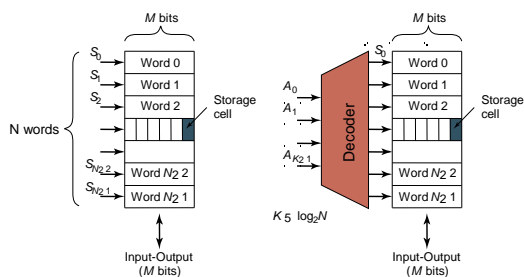 M bits
S0
Word 0
S1
Word 1
S2
Word 2
N words
Storage
cell
SN2 2
Word N2 2
SN2 1
Word N2 1
Input-Output
(M bits)
M bits
S0
Word 0
A0
Word 1
A1
Word 2
Decoder
Storage
cell
AK2 1
Word N2 2
Word N2 1
K 5 log2N
Input-Output
(M bits)